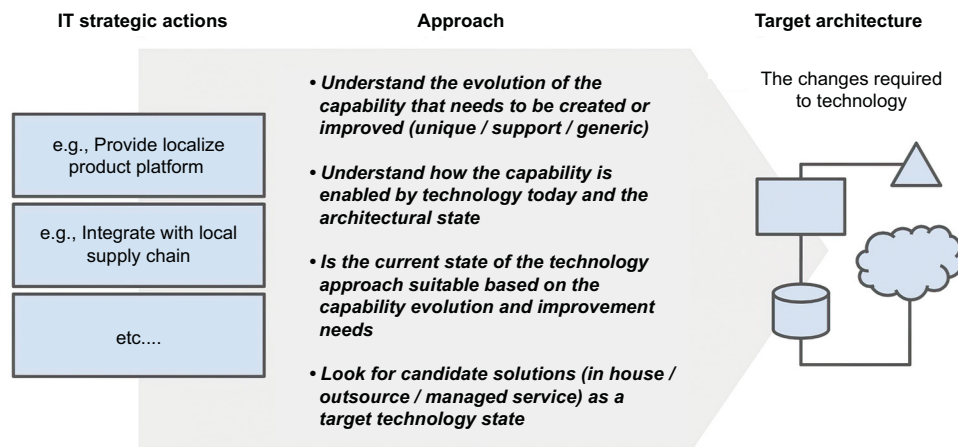 IT strategic actions
Approach
Target architecture
e.g., Provide localize
product platform
e.g., Integrate with local
supply chain
etc....
• Understand the evolution of the
capability that needs to be created or
improved (unique / support / generic)
• Understand how the capability is
enabled by technology today and the
architectural state
• Is the current state of the technology
approach suitable based on the
capability evolution and improvement
needs
• Look for candidate solutions (in house /
outsource / managed service) as a
target technology state
The changes required
to technology